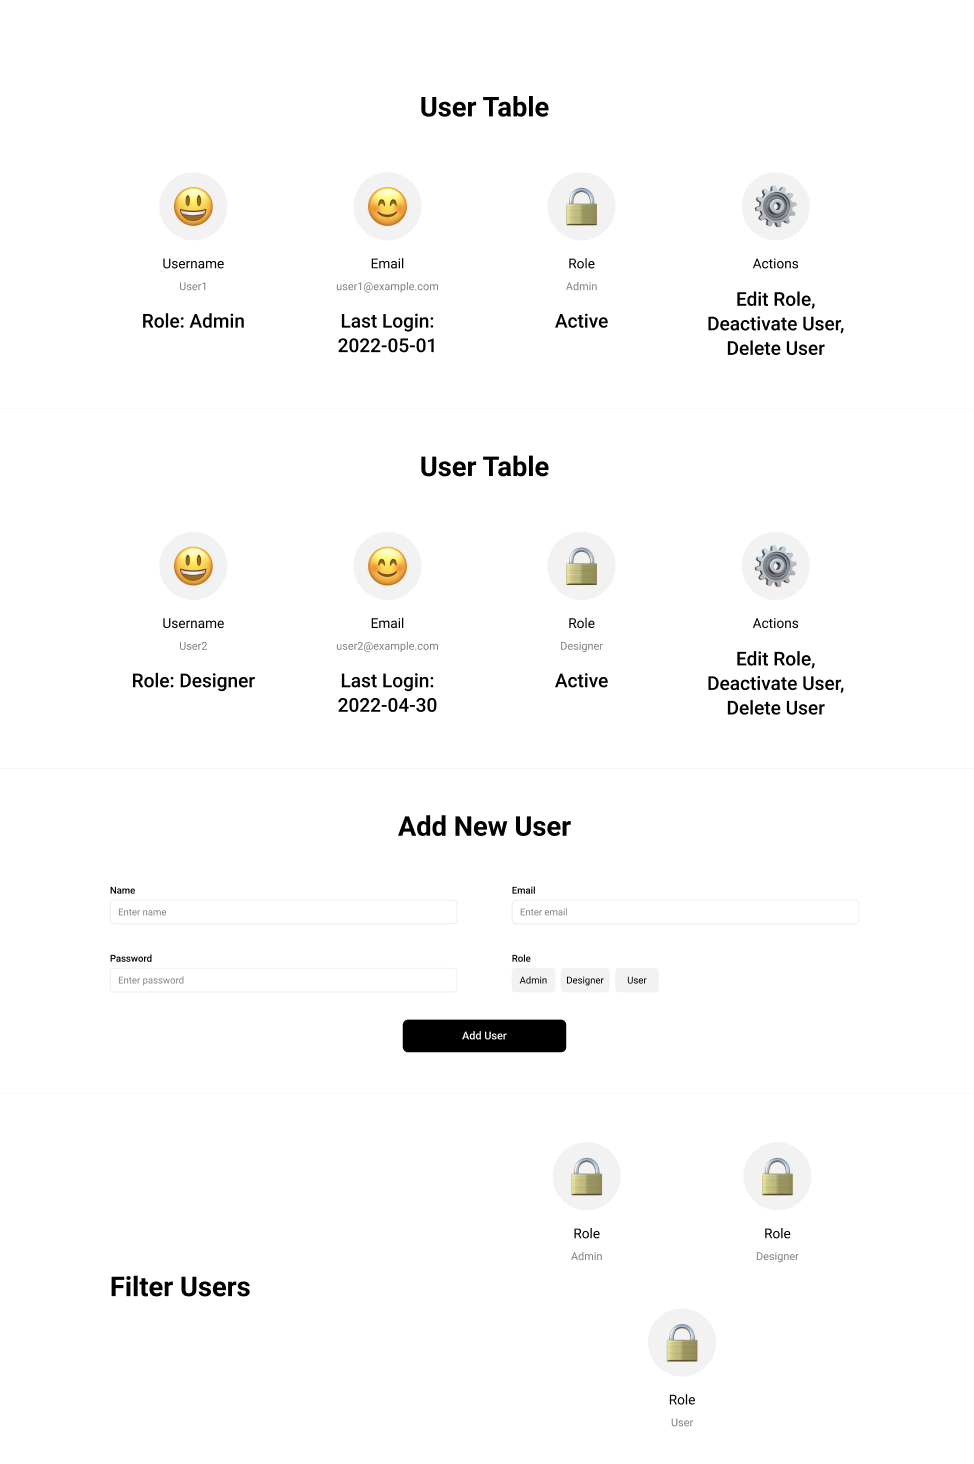 User Table
Username
User1
Role: Admin
Email
user1@example.com
Last Login:
2022-05-01
Role
Admin
Active
Actions
Edit Role,
Deactivate User,
Delete User
User Table
Username
User2
Role: Designer
Email
user2@example.com
Last Login:
2022-04-30
Role
Designer
Active
Actions
Edit Role,
Deactivate User,
Delete User
Add New User
Name
Enter name
Email
Enter email
Password
Enter password
Role
Admin Designer User
Add User
Filter Users
Role
Admin
Role
Designer
Role
User